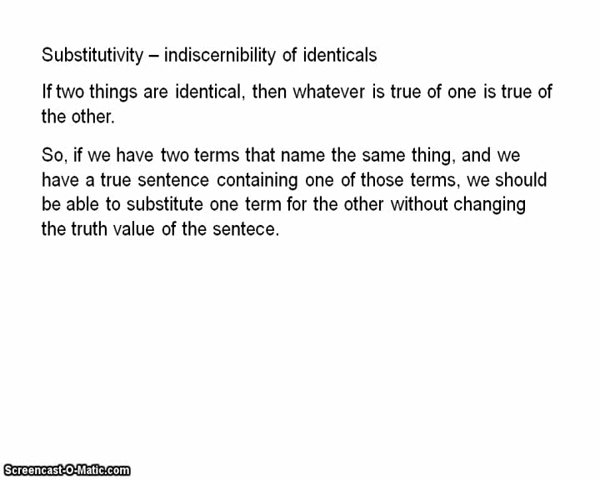 Substitutivity – indiscernibility of identicals
If two things are identical, then whatever is true of one is true of
the other.
So, if we have two terms that name the same thing, and we
have a true sentence containing one of those terms, we should
be able to substitute one term for the other without changing
the truth value of the sentece.
Screencast-O-Matic.com